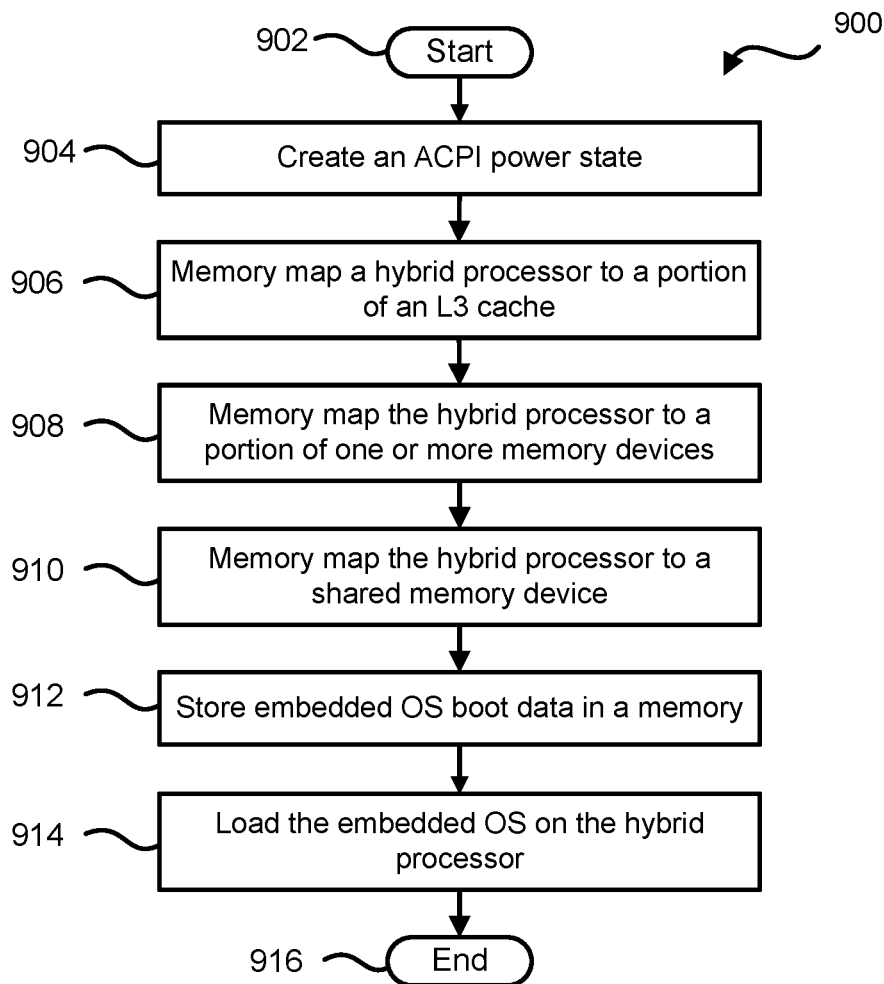 900
902
Start
904
Create an ACPI power state
906
Memory map a hybrid processor to a portion
of an L3 cache
908
Memory map the hybrid processor to a
portion of one or more memory devices
910
Memory map the hybrid processor to a
shared memory device
912
Store embedded OS boot data in a memory
914
Load the embedded OS on the hybrid
processor
916
End